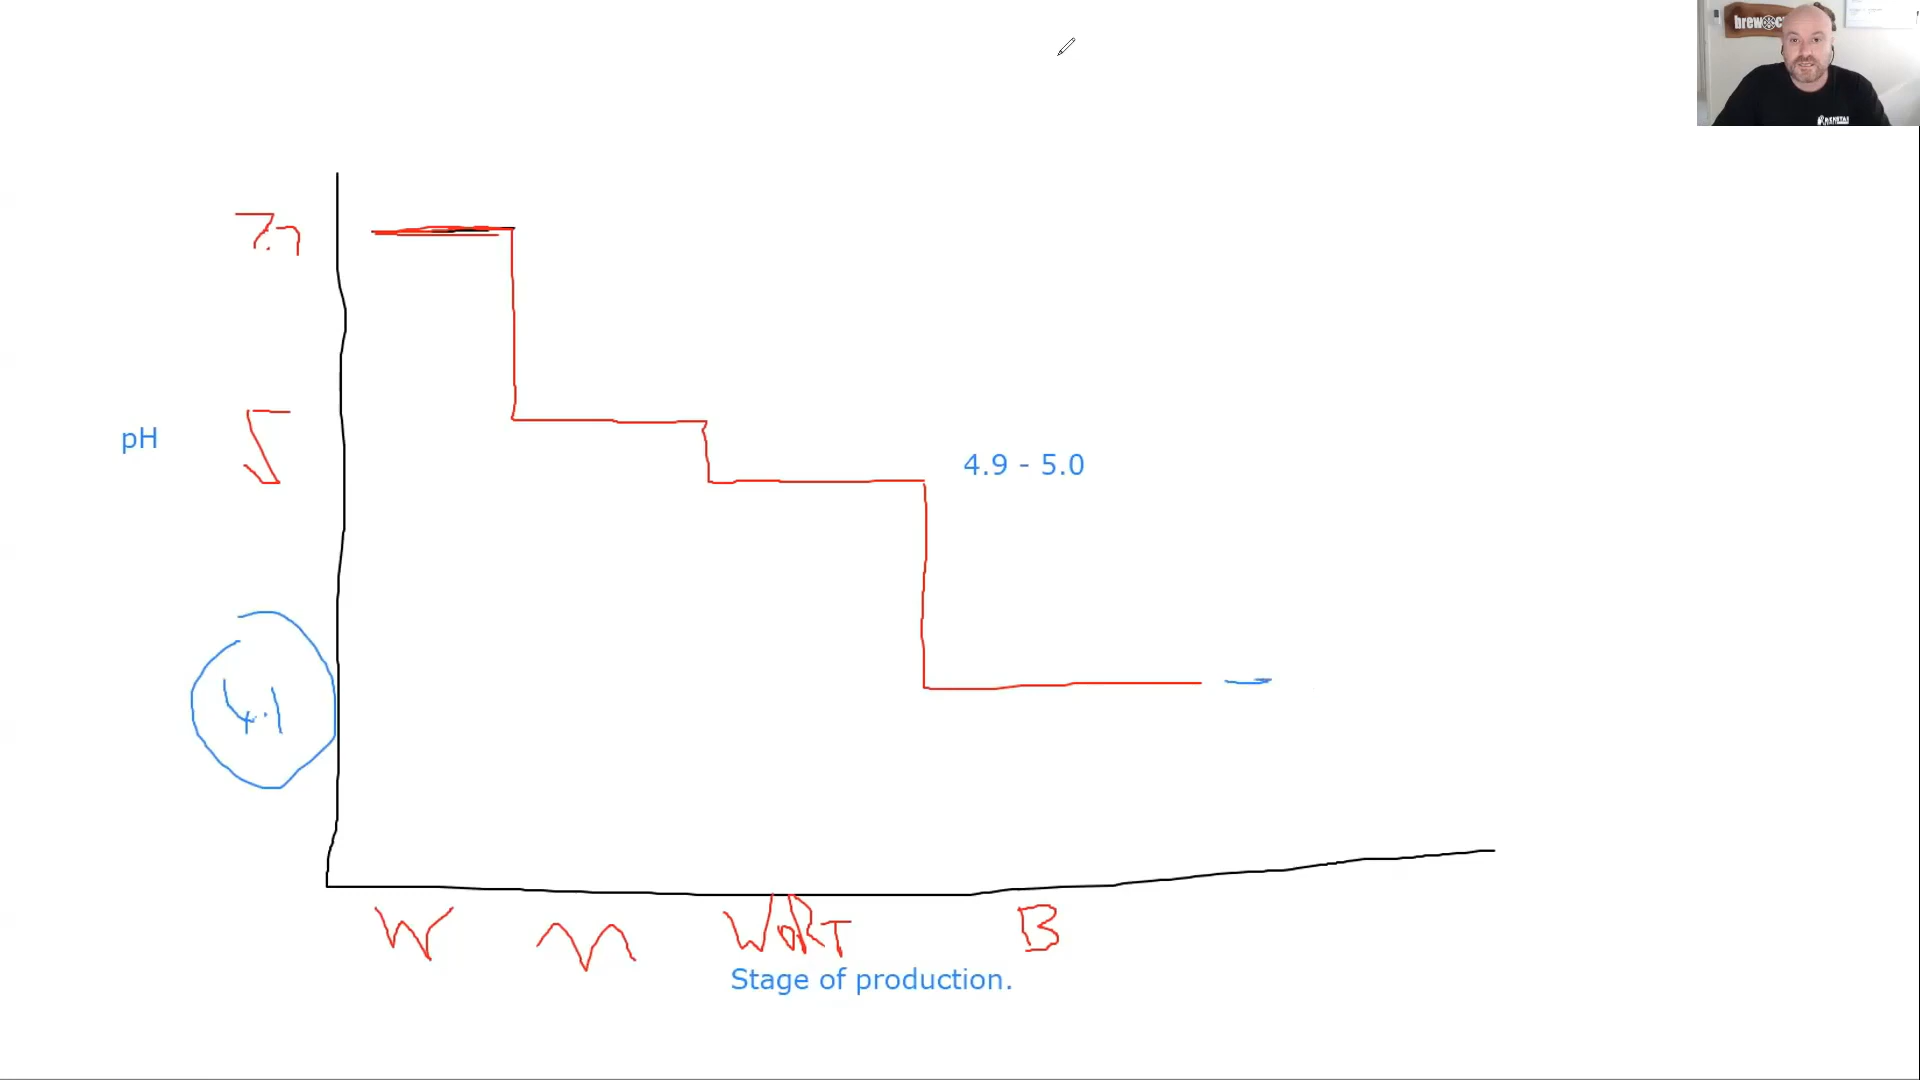 brew
7.7
pH
5
4.9 - 5.0
4.1
W M WORT B
Stage of production.